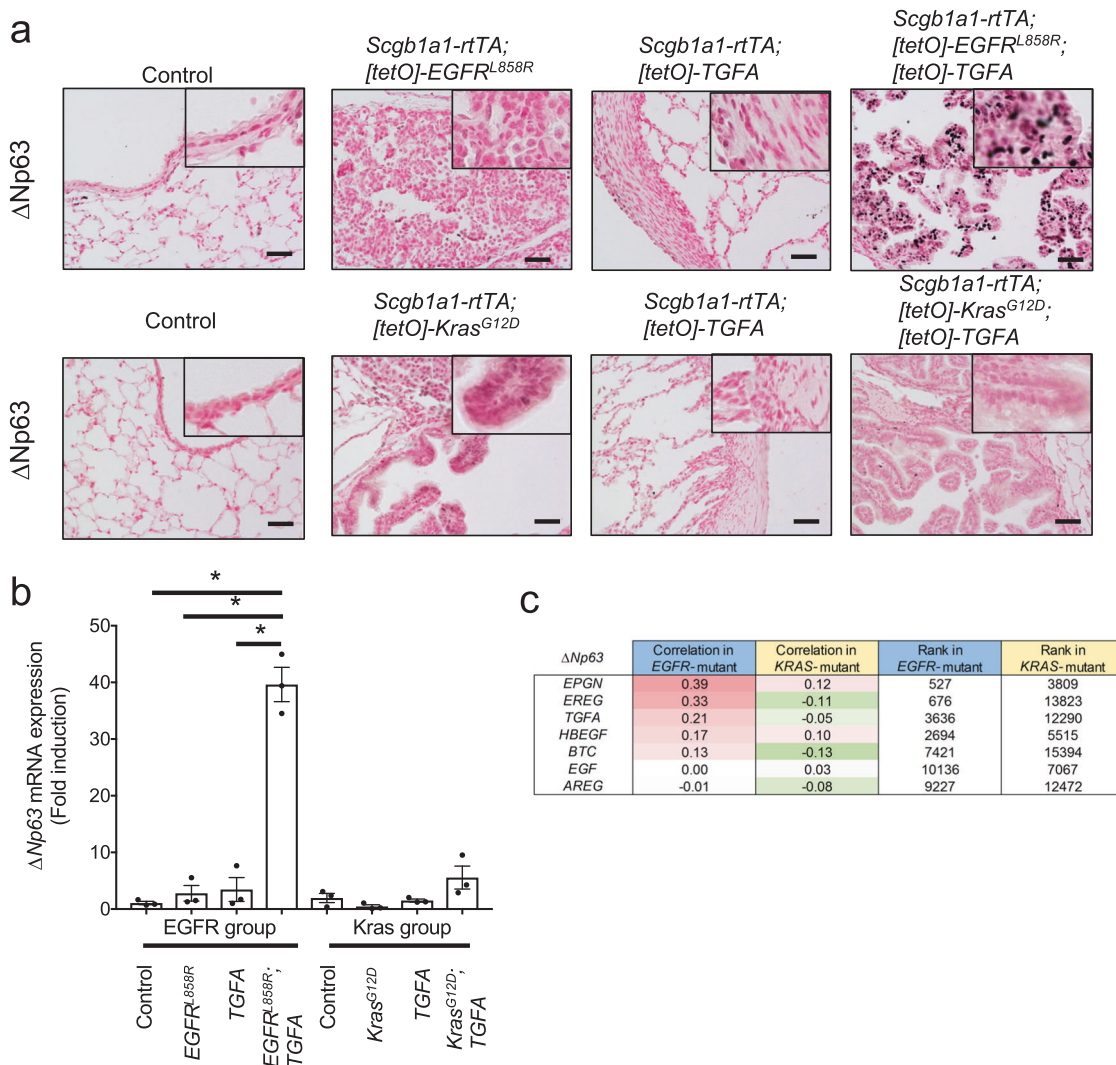 a
Control
Scgb1a1-rtTA;
[tetO]-EGFR^L858R
Scgb1a1-rtTA;
[tetO]-TGFA
Scgb1a1-rtTA;
[tetO]-EGFR^L858R;
[tetO]-TGFA
ΔNp63
Control
Scgb1a1-rtTA;
[tetO]-Kras^G12D
Scgb1a1-rtTA;
[tetO]-TGFA
Scgb1a1-rtTA;
[tetO]-Kras^G12D;
[tetO]-TGFA
ΔNp63
b
ΔNp63 mRNA expression
(Fold induction)
50
40
30
20
10
0
*
*
*
EGFR group
Kras group
Control
EGFR^L858R
TGFA
EGFR^L858R;
TGFA
Control
Kras^G12D
TGFA
Kras^G12D;
TGFA
c
ΔNp63 Correlation in EGFR-mutant Correlation in KRAS-mutant Rank in EGFR-mutant Rank in KRAS-mutant
EPGN 0.39 0.12 527 3809
EREG 0.33 -0.11 676 13823
TGFA 0.21 -0.05 3636 12290
HBEGF 0.17 0.10 2694 5515
BTC 0.13 -0.13 7421 15394
EGF 0.00 0.03 10136 7067
AREG -0.01 -0.08 9227 12472